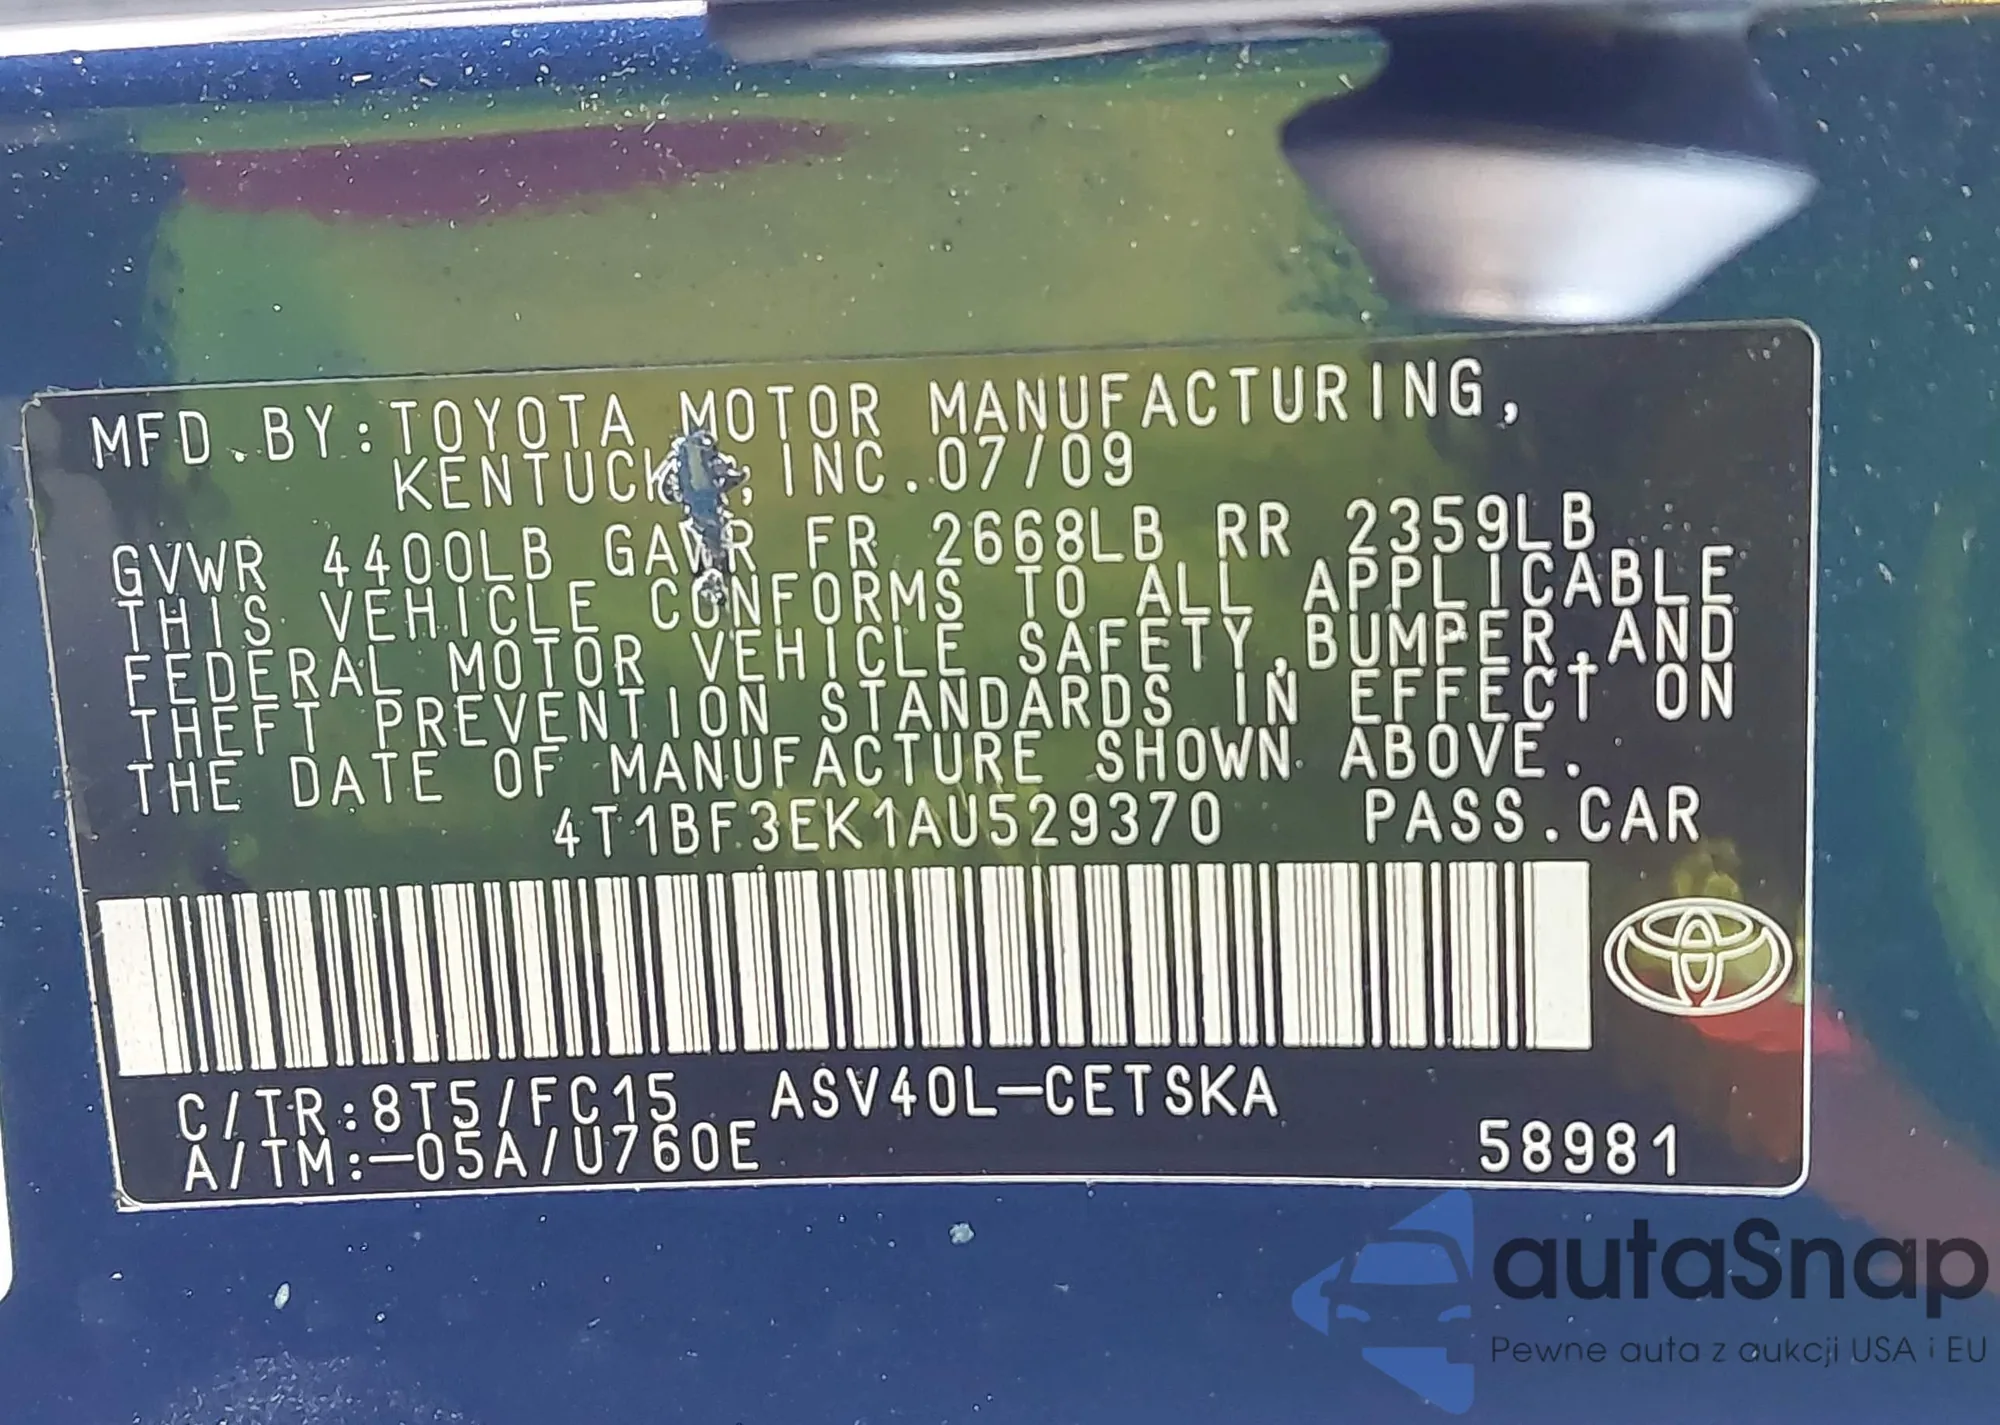 MFD.BY:TOYOTA MOTOR MANUFACTURING,
KENTUCKY, INC.07/09
GVWR 4400LB GAWR FR 2668LB RR 2359LB
THIS VEHICLE CONFORMS TO ALL APPLICABLE
FEDERAL MOTOR VEHICLE SAFETY,BUMPER,AND
THEFT PREVENTION STANDARDS IN EFFECT ON
THE DATE OF MANUFACTURE SHOWN ABOVE.
4T1BF3EK1AU529370 PASS.CAR
C/TR:8T5/FC15 ASV40L-CETSKA
A/TM:-05A/U760E 58981
autaSnap
Pewne auta z aukcji USA i EU